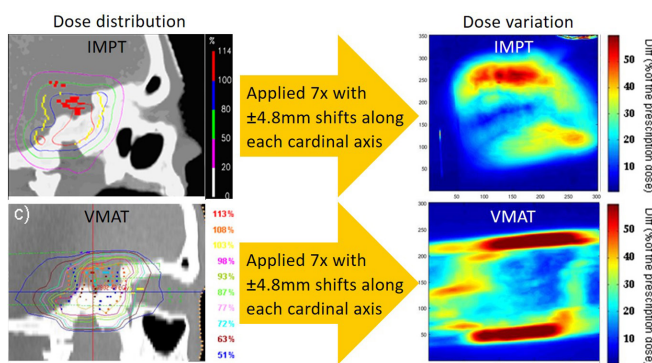 Dose distribution
Dose variation
IMPT
%
114
100
80
50
20
0
Applied 7x with
±4.8mm shifts along
each cardinal axis
IMPT
350
300
250
200
150
100
50
50 100 150 200 250 300
50
40
30
20
10
0
Diff (%of the prescription dose)
c)
VMAT
113%
108%
103%
98%
93%
87%
77%
72%
63%
51%
Applied 7x with
±4.8mm shifts along
each cardinal axis
VMAT
350
300
250
200
150
100
50
50
40
30
20
10
0
Diff (%of the prescription dose)